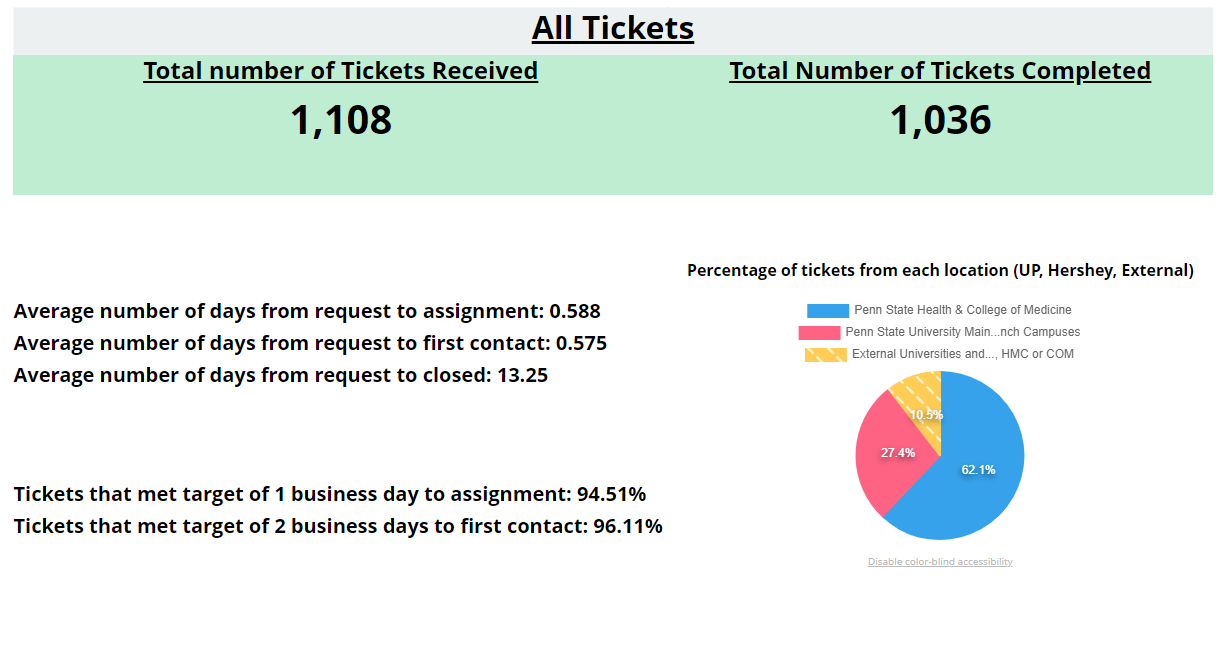 All Tickets
Total number of Tickets Received
Total Number of Tickets Completed
1,108
1,036
Percentage of tickets from each location (UP, Hershey, External)
Average number of days from request to assignment: 0.588
Average number of days from request to first contact: 0.575
Average number of days from request to closed: 13.25
Tickets that met target of 1 business day to assignment: 94.51%
Tickets that met target of 2 business days to first contact: 96.11%
Penn State Health & College of Medicine
Penn State University Main...nch Campuses
External Universities and..., HMC or COM
10.5%
27.4%
62.1%
Disable color-blind accessibility